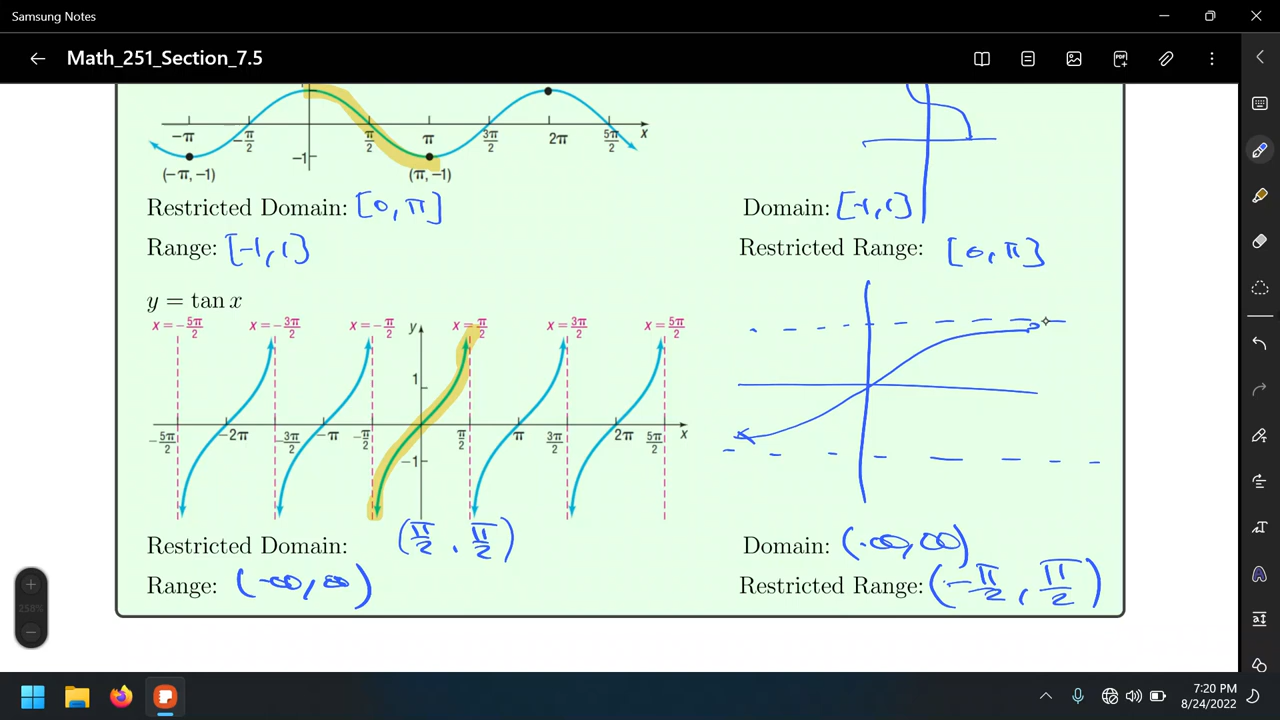 Samsung Notes
Math_251_Section_7.5
−π −π/2 −1 π/2 π 3π/2 2π 5π/2 x
(−π, −1) (π, −1)
Restricted Domain: [0, π]
Range: [-1, 1]
Domain: [-1, 1]
Restricted Range: [0, π]
y = tan x
x = −5π/2 x = −3π/2 x = −π/2 y x = π/2 x = 3π/2 x = 5π/2
1
−5π/2 −2π −3π/2 −π −π/2 π/2 π 3π/2 2π 5π/2 x
−1
Restricted Domain: (π/2, π/2)
Range: (-∞, ∞)
Domain: (-∞, ∞)
Restricted Range: (-π/2, π/2)
258%
7:20 PM
8/24/2022